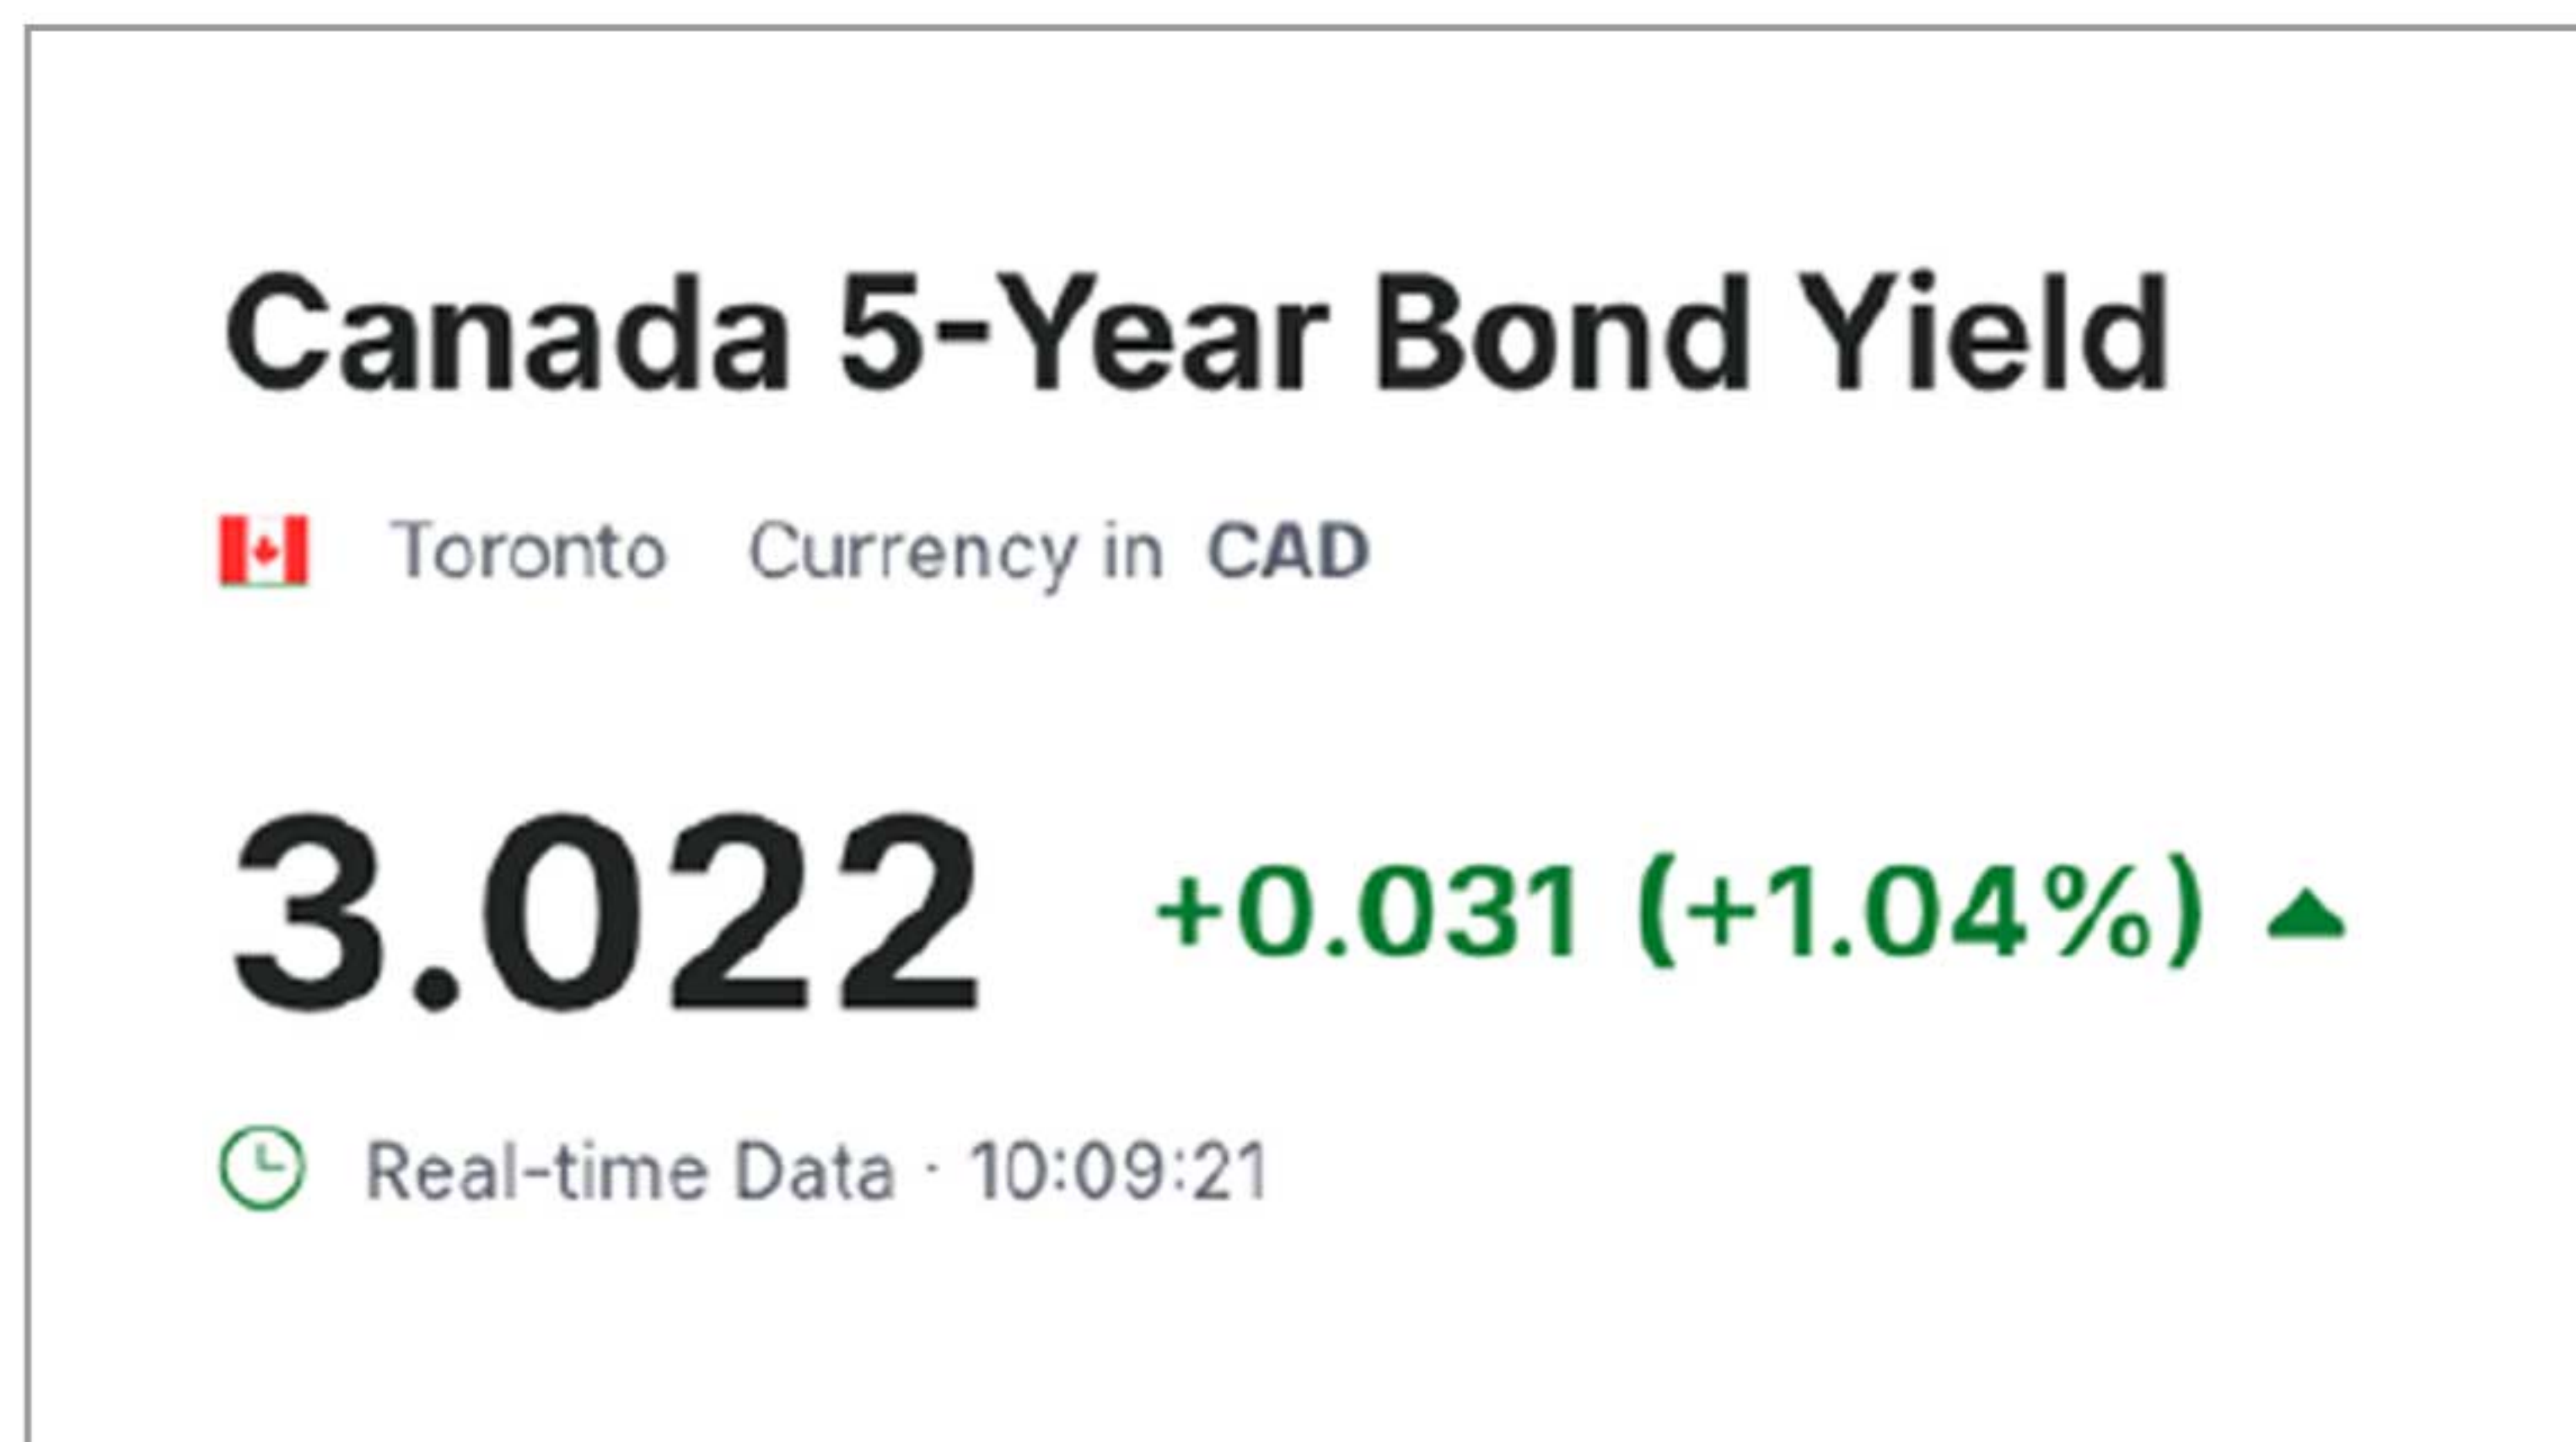 Canada 5-Year Bond Yield
Toronto Currency in CAD
3.022 +0.031 (+1.04%)
Real-time Data · 10:09:21